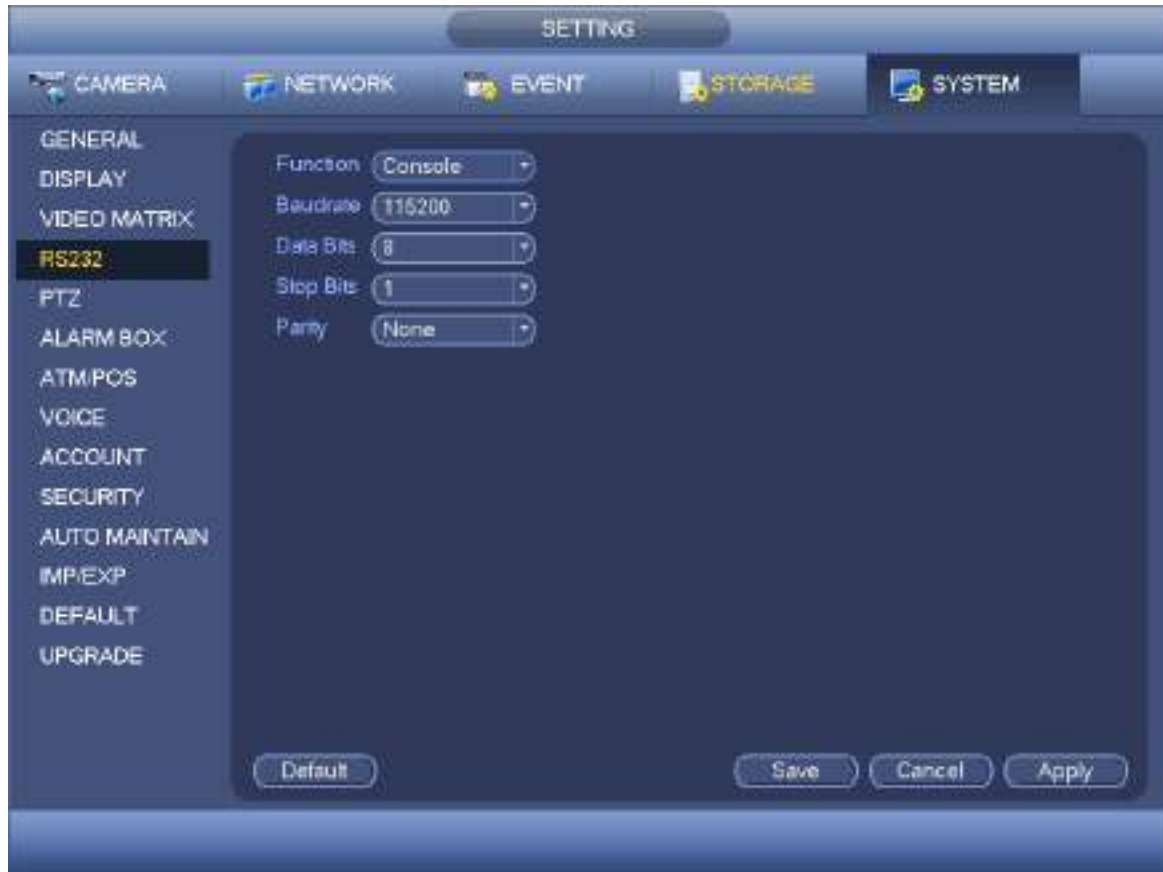 SETTING
CAMERA NETWORK EVENT STORAGE SYSTEM
GENERAL
DISPLAY
VIDEO MATRIX
RS232
PTZ
ALARM BOX
ATM/POS
VOICE
ACCOUNT
SECURITY
AUTO MAINTAIN
IMP/EXP
DEFAULT
UPGRADE
Function Console
Baudrate 115200
Data Bits 8
Stop Bits 1
Parity None
Default Save Cancel Apply